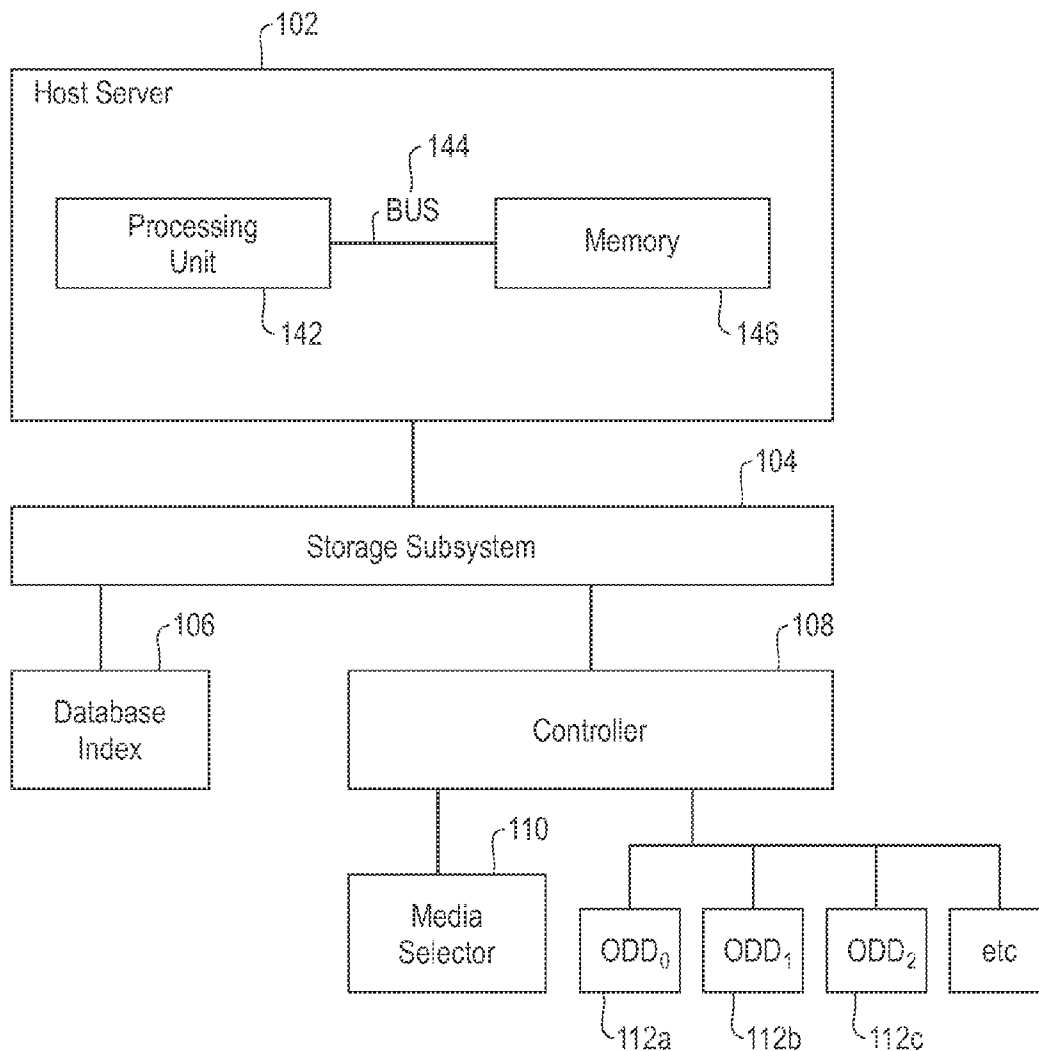 102
Host Server
144
BUS
Processing
Unit
Memory
142
146
104
Storage Subsystem
106
108
Database
Index
Controller
110
Media
Selector
ODD₀
ODD₁
ODD₂
etc
112a
112b
112c